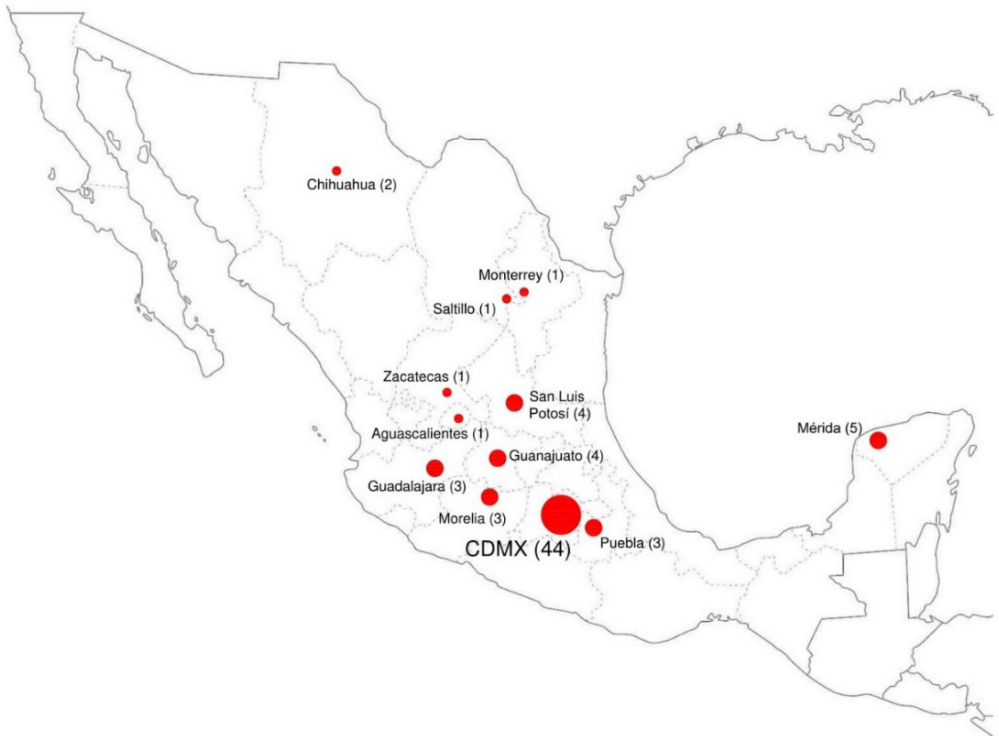 Chihuahua (2)
Monterrey (1)
Saltillo (1)
Zacatecas (1)
San Luis
Potosí (4)
Aguascalientes (1)
Mérida (5)
Guanajuato (4)
Guadalajara (3)
Morelia (3)
Puebla (3)
CDMX (44)